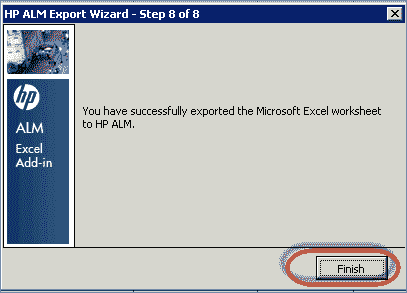 HP ALM Export Wizard - Step 8 of 8
hp
ALM
Excel
Add-in
You have successfully exported the Microsoft Excel worksheet
to HP ALM.
Finish